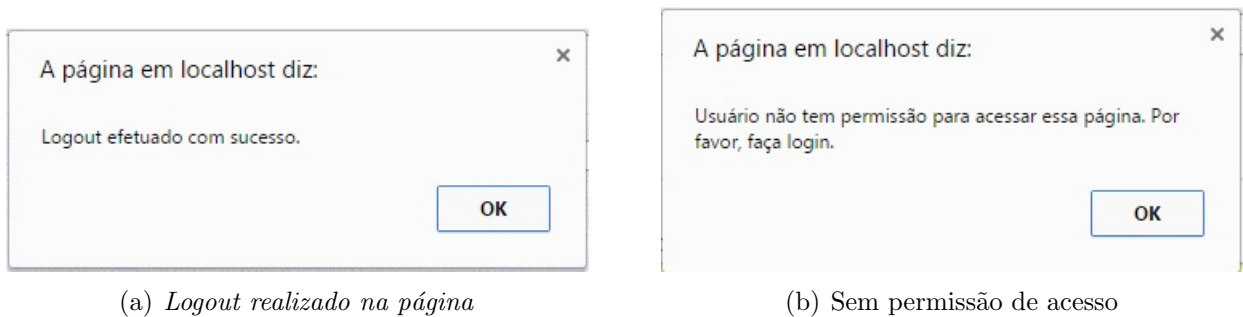 A página em localhost diz:
×
Logout efetuado com sucesso.
OK
(a) Logout realizado na página
A página em localhost diz:
×
Usuário não tem permissão para acessar essa página. Por
favor, faça login.
OK
(b) Sem permissão de acesso